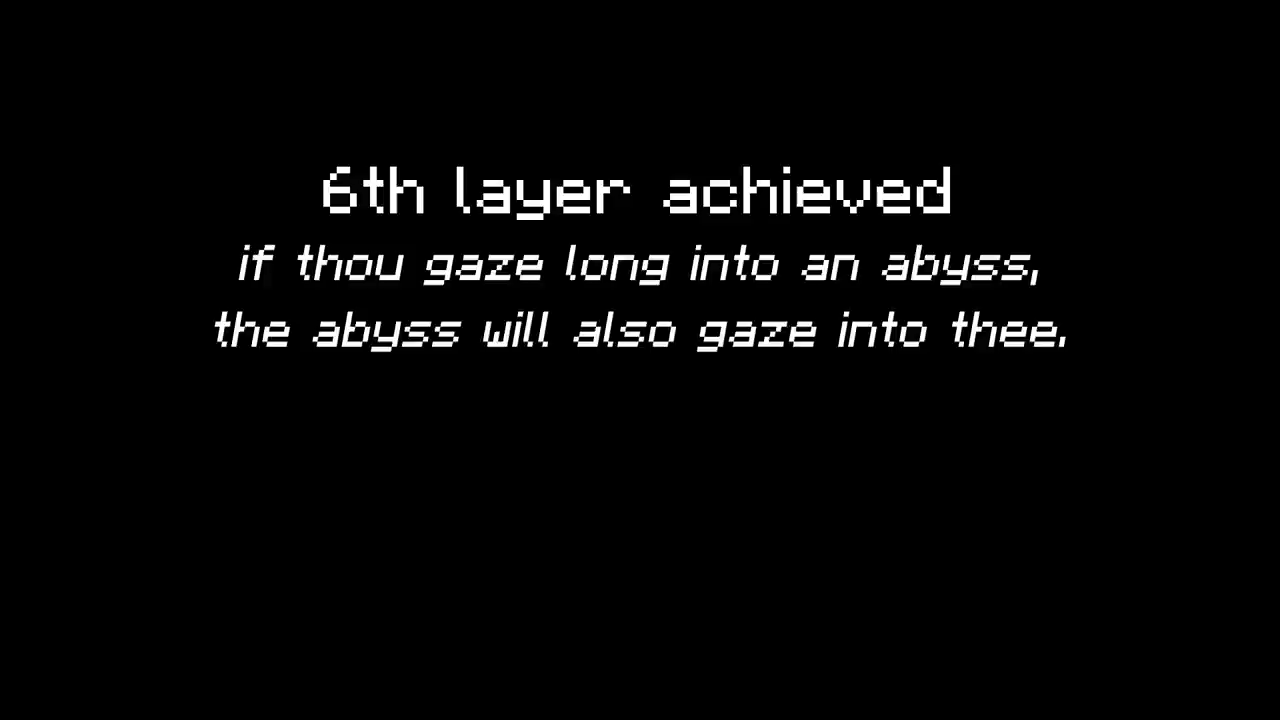 6th layer achieved
if thou gaze long into an abyss,
the abyss will also gaze into thee.